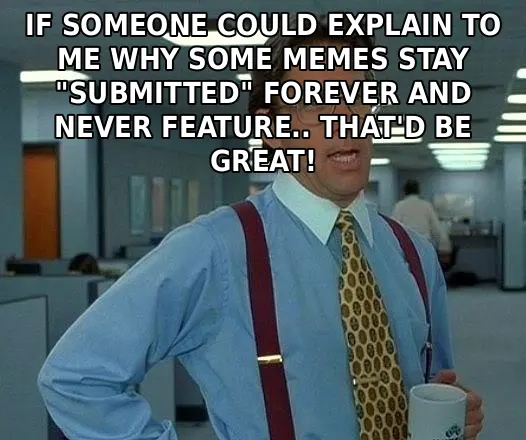 IF SOMEONE COULD EXPLAIN TO
ME WHY SOME MEMES STAY
"SUBMITTED" FOREVER AND
NEVER FEATURE.. THAT'D BE
GREAT!